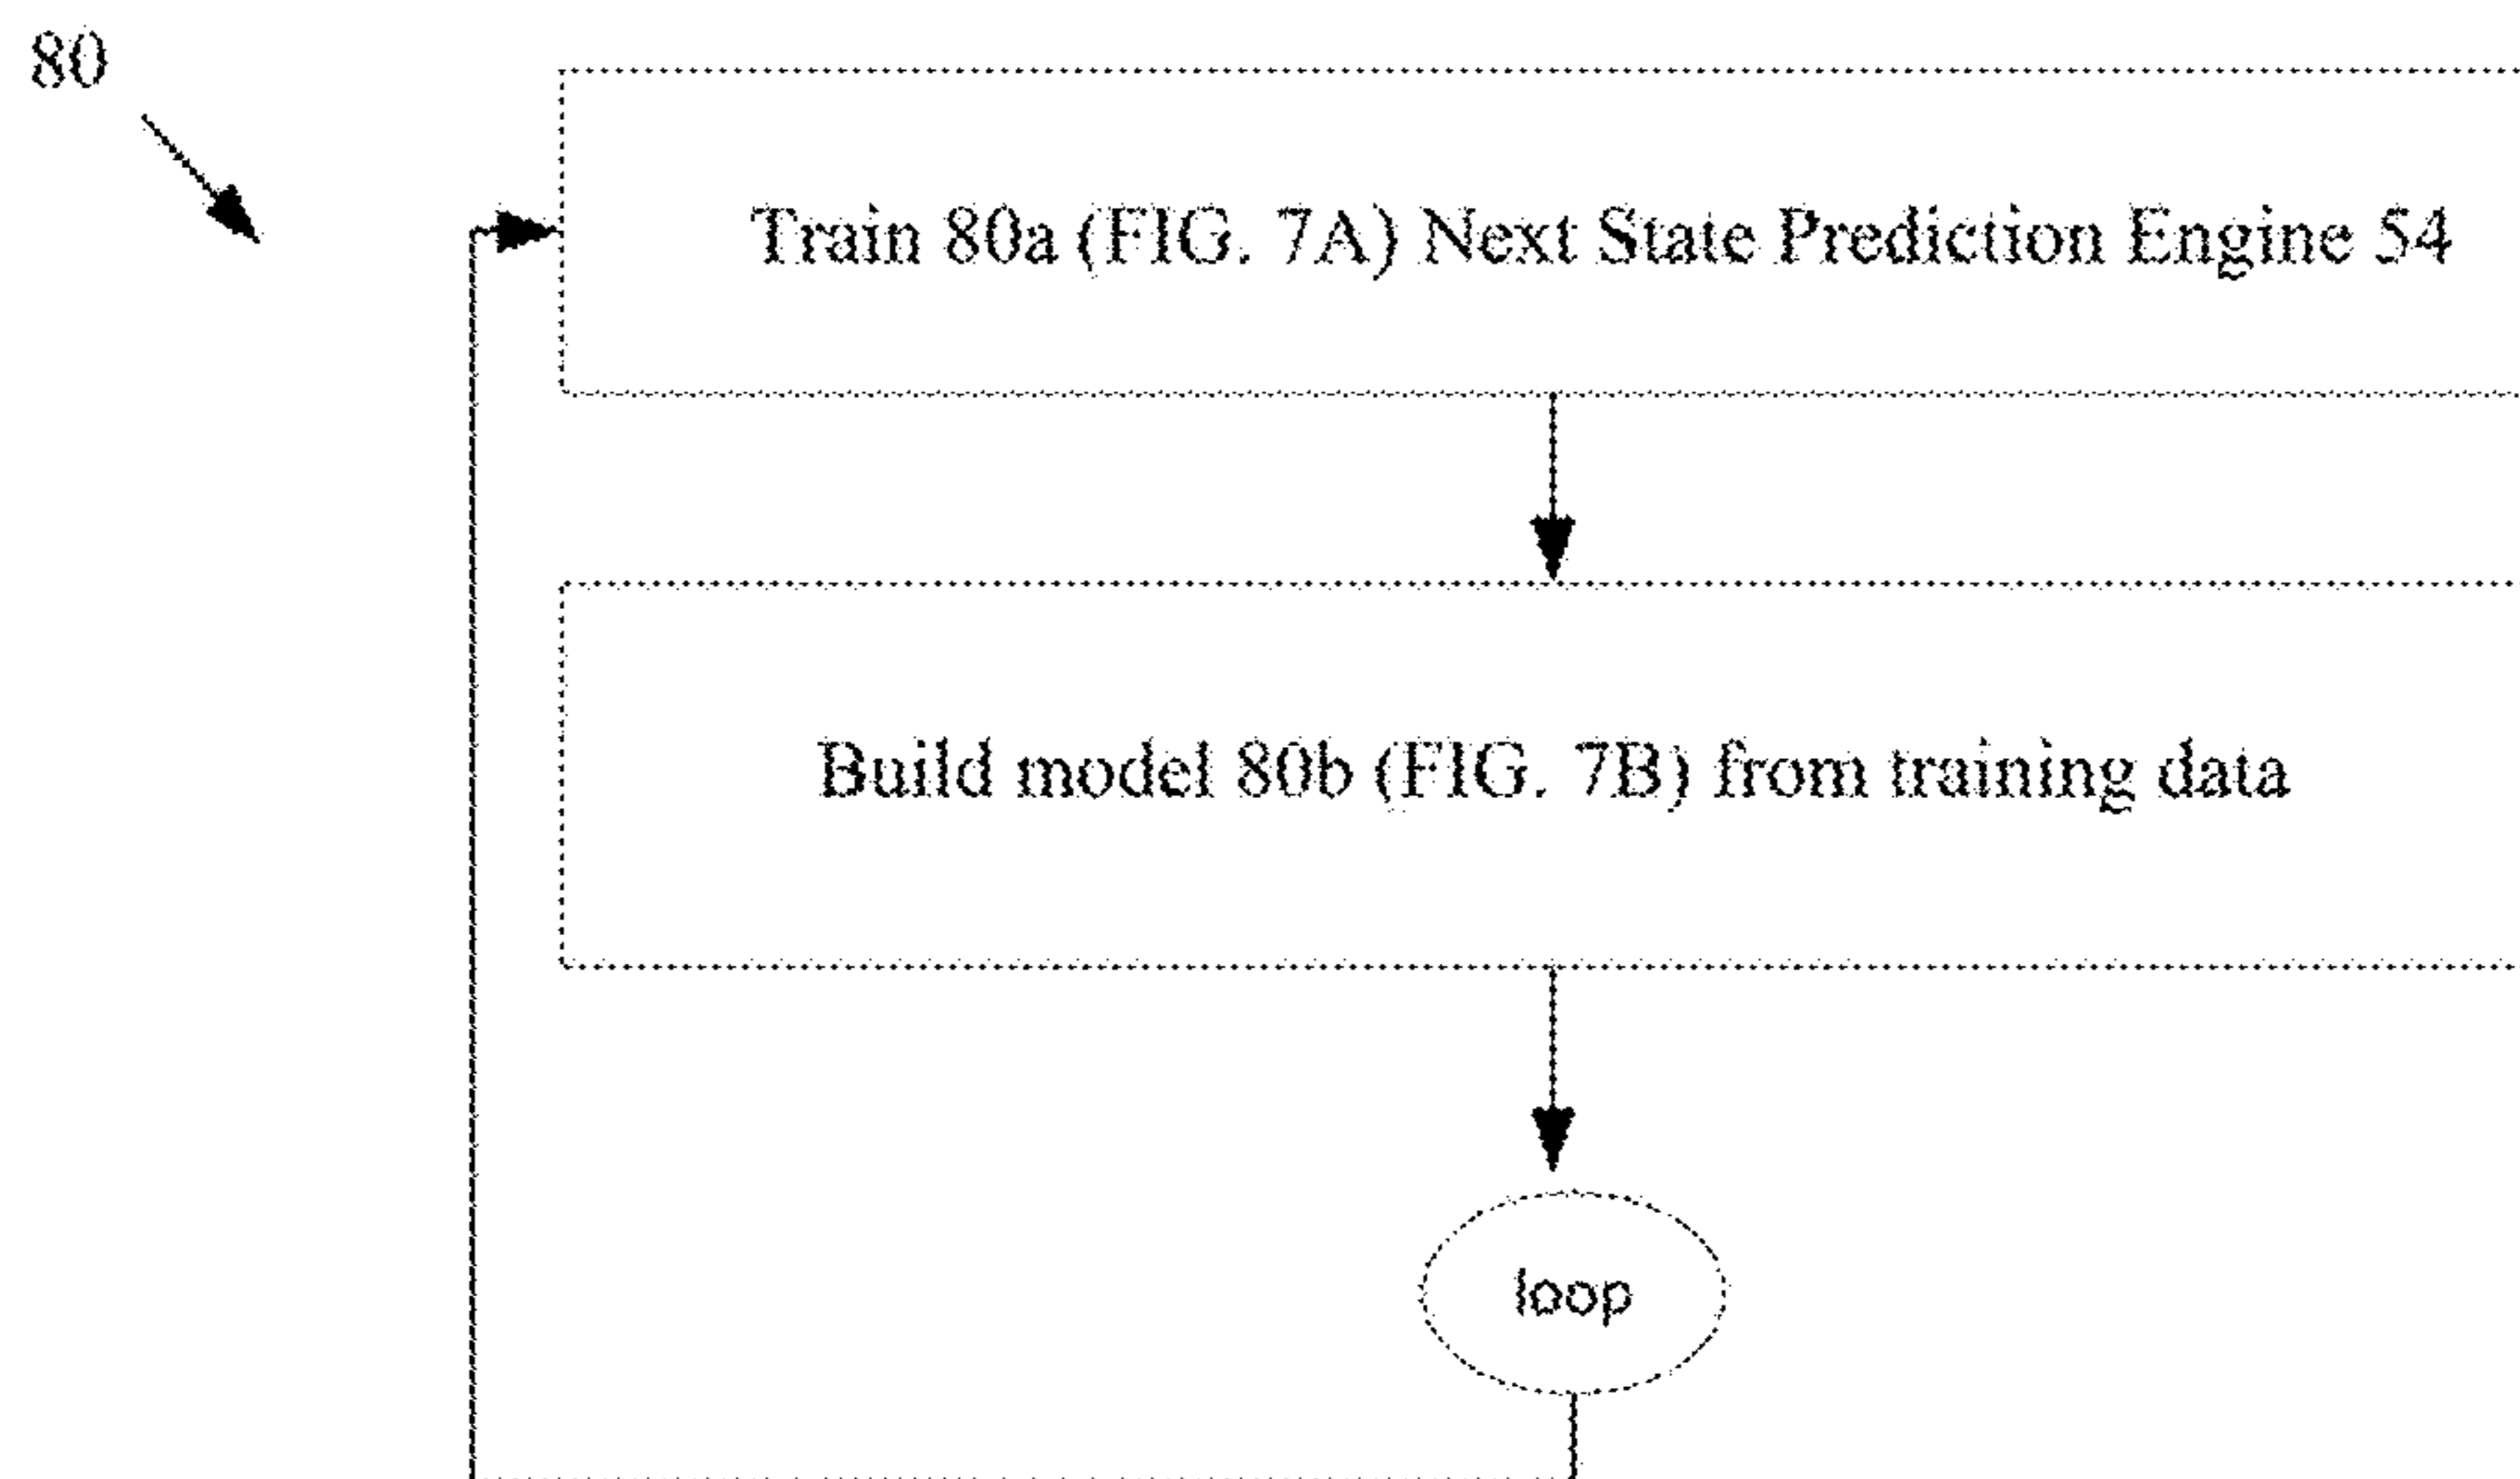 80
Train 80a (FIG. 7A) Next State Prediction Engine 54
Build model 80b (FIG. 7B) from training data
loop